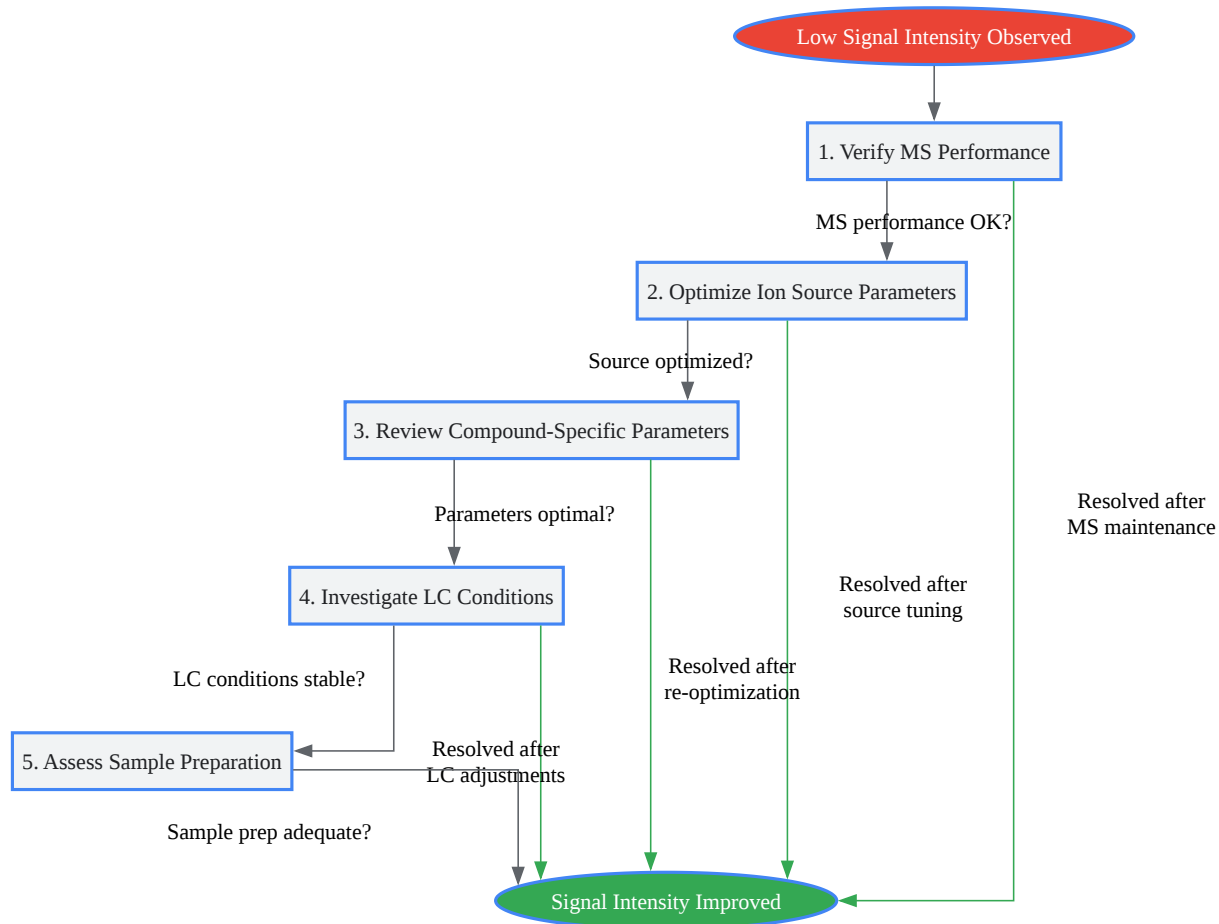 Low Signal Intensity Observed
1. Verify MS Performance
MS performance OK?
2. Optimize Ion Source Parameters
Source optimized?
3. Review Compound-Specific Parameters
Parameters optimal?
Resolved after
MS maintenance
4. Investigate LC Conditions
Resolved after
source tuning
LC conditions stable?
Resolved after
re-optimization
5. Assess Sample Preparation
Resolved after
LC adjustments
Sample prep adequate?
Signal Intensity Improved